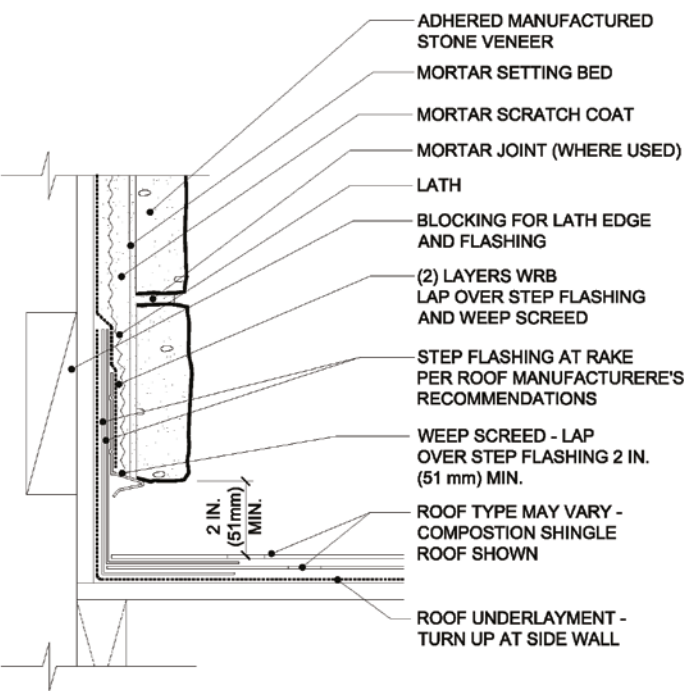 ADHERED MANUFACTURED
STONE VENEER
MORTAR SETTING BED
MORTAR SCRATCH COAT
MORTAR JOINT (WHERE USED)
LATH
BLOCKING FOR LATH EDGE
AND FLASHING
(2) LAYERS WRB
LAP OVER STEP FLASHING
AND WEEP SCREED
STEP FLASHING AT RAKE
PER ROOF MANUFACTURERE'S
RECOMMENDATIONS
WEEP SCREED - LAP
OVER STEP FLASHING 2 IN.
(51 mm) MIN.
2 IN.
(51mm)
MIN.
ROOF TYPE MAY VARY -
COMPOSTION SHINGLE
ROOF SHOWN
ROOF UNDERLAYMENT -
TURN UP AT SIDE WALL